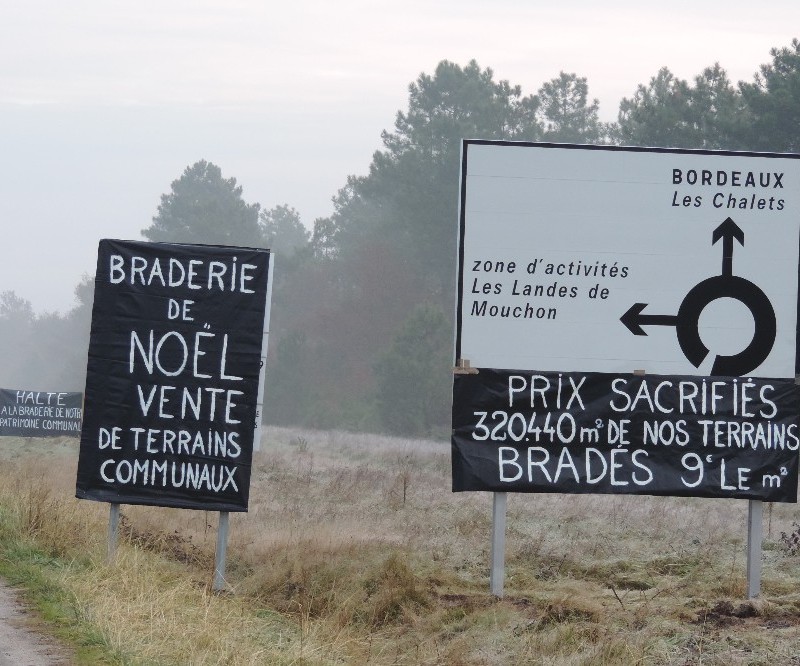 HALTE
A LA BRADERIE DE NOTRE
PATRIMOINE COMMUNAL
BRADERIE
DE
NOËL
VENTE
DE TERRAINS
COMMUNAUX
BORDEAUX
Les Chalets
zone d'activités
Les Landes de
Mouchon
PRIX SACRIFIÉS
320.440 m² DE NOS TERRAINS
BRADÉS 9€ LE m²